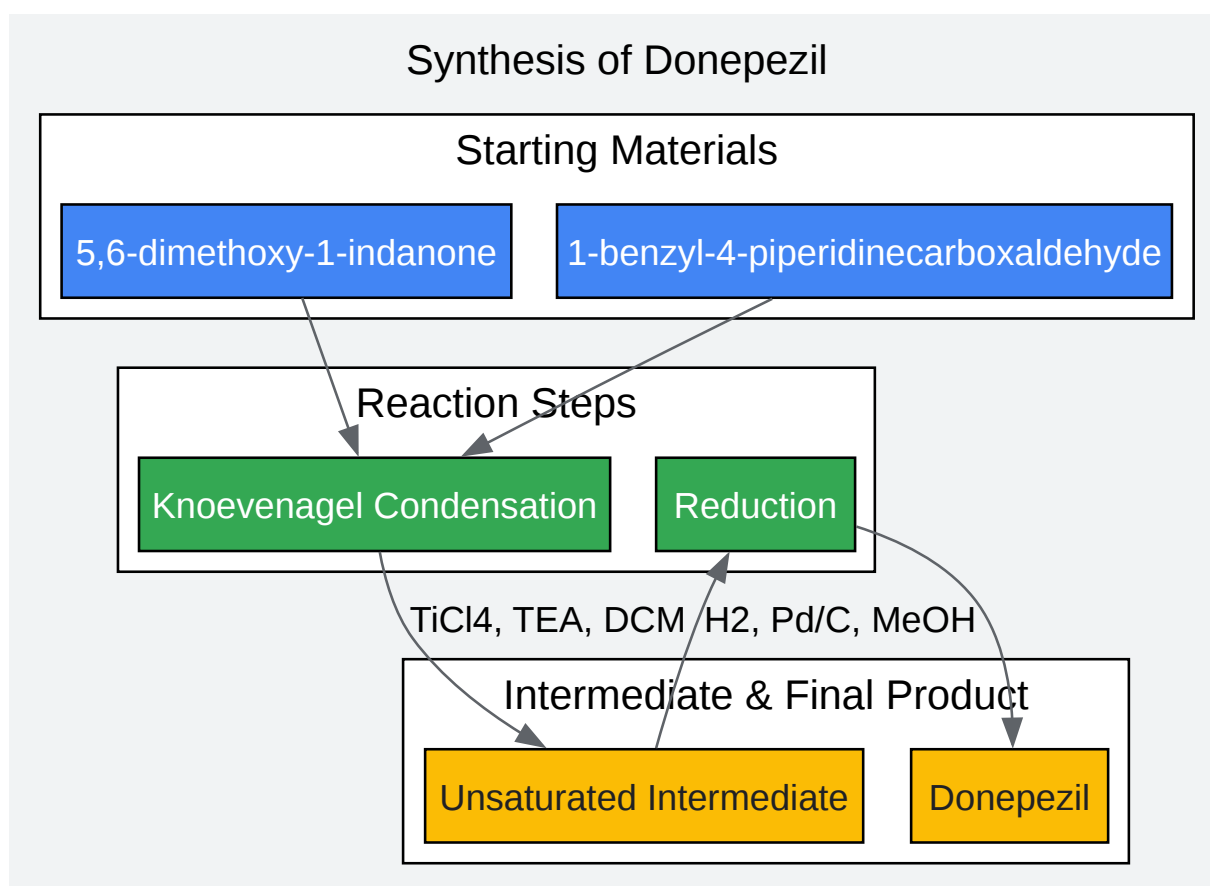 Synthesis of Donepezil
Starting Materials
5,6-dimethoxy-1-indanone
1-benzyl-4-piperidinecarboxaldehyde
Reaction Steps
Knoevenagel Condensation
Reduction
TiCl4, TEA, DCM
H2, Pd/C, MeOH
Intermediate & Final Product
Unsaturated Intermediate
Donepezil